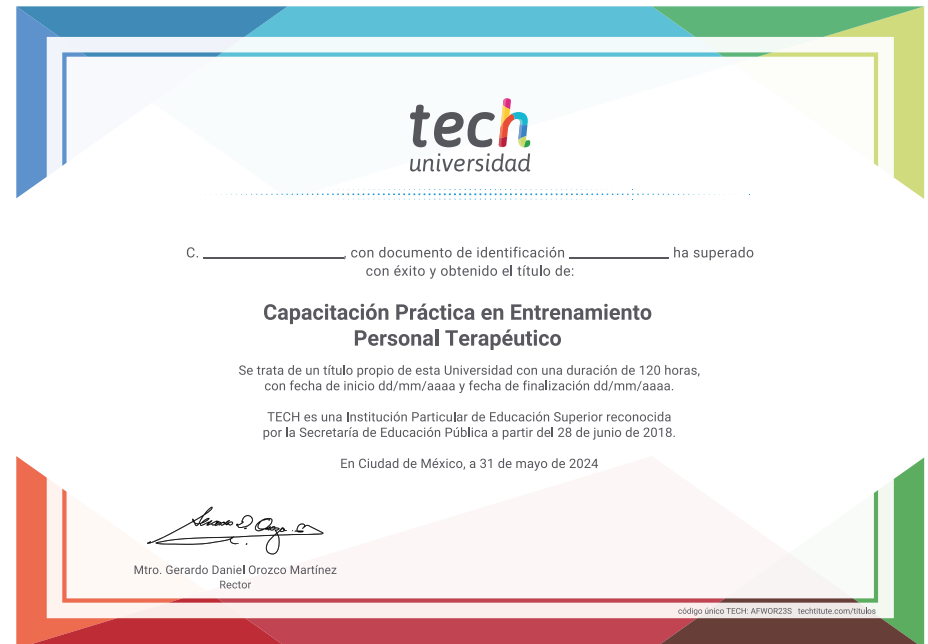 tech
universidad
C. ____________________, con documento de identificación ______________ ha superado
con éxito y obtenido el título de:
Capacitación Práctica en Entrenamiento
Personal Terapéutico
Se trata de un título propio de esta Universidad con una duración de 120 horas,
con fecha de inicio dd/mm/aaaa y fecha de finalización dd/mm/aaaa.
TECH es una Institución Particular de Educación Superior reconocida
por la Secretaría de Educación Pública a partir del 28 de junio de 2018.
En Ciudad de México, a 31 de mayo de 2024
Mtro. Gerardo Daniel Orozco Martínez
Rector
código único TECH: AFWOR23S techtitute.com/titulos